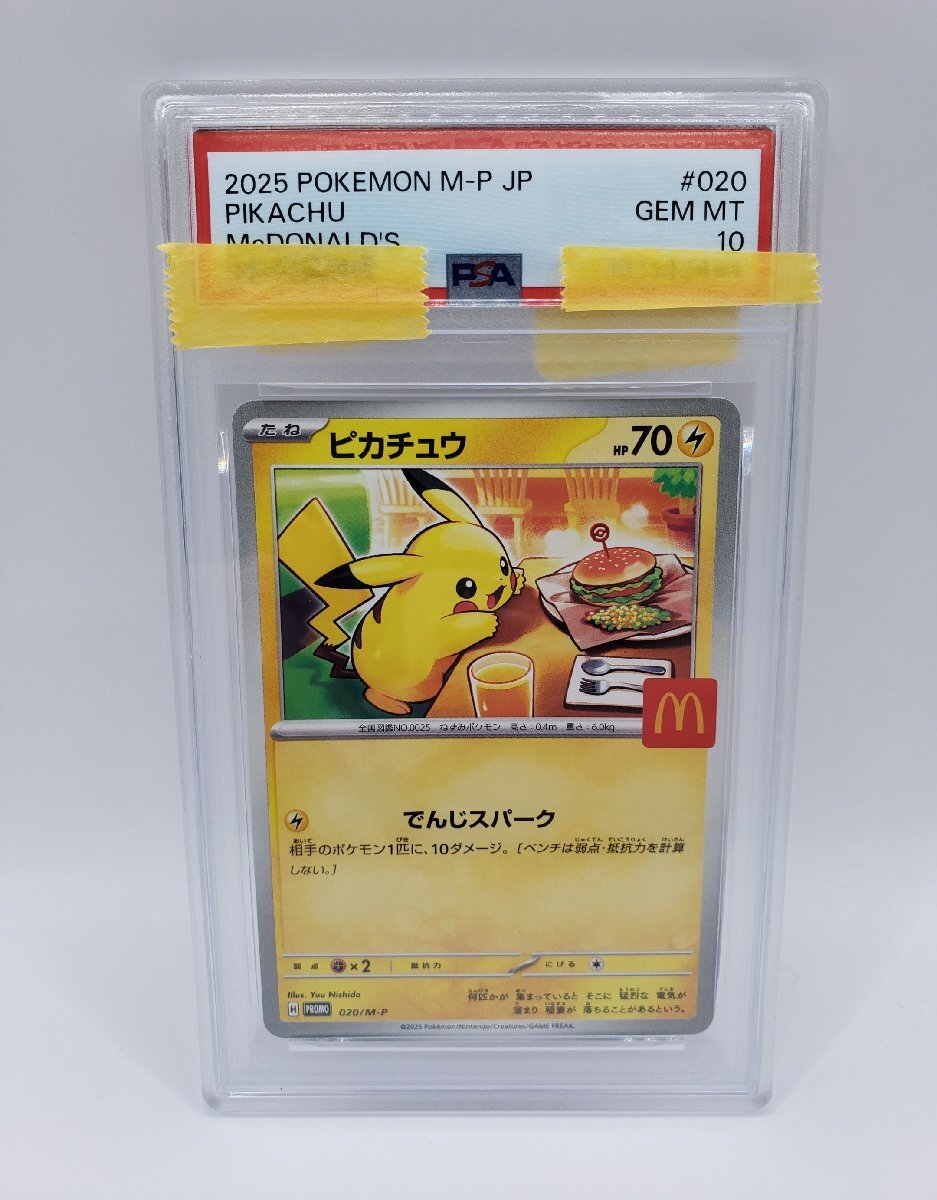 2025 POKEMON M-P JP #020
PIKACHU GEM MT
McDONALD'S 10
PSA
たね ピカチュウ HP70
全国図鑑NO.0025 ねずみポケモン 高さ:0.4m 重さ:6.0kg
でんじスパーク
相手のポケモン1匹に、10ダメージ。[ベンチは弱点・抵抗力を計算
しない。]
弱点 ×2 抵抗力 にげる
Illus. Yuu Nishida
何匹かが 集まっていると そこに 猛烈な 電気が
溜まり 稲妻が 落ちることがあるという。
PROMO 020/M-P
©2025 Pokémon/Nintendo/Creatures/GAME FREAK.